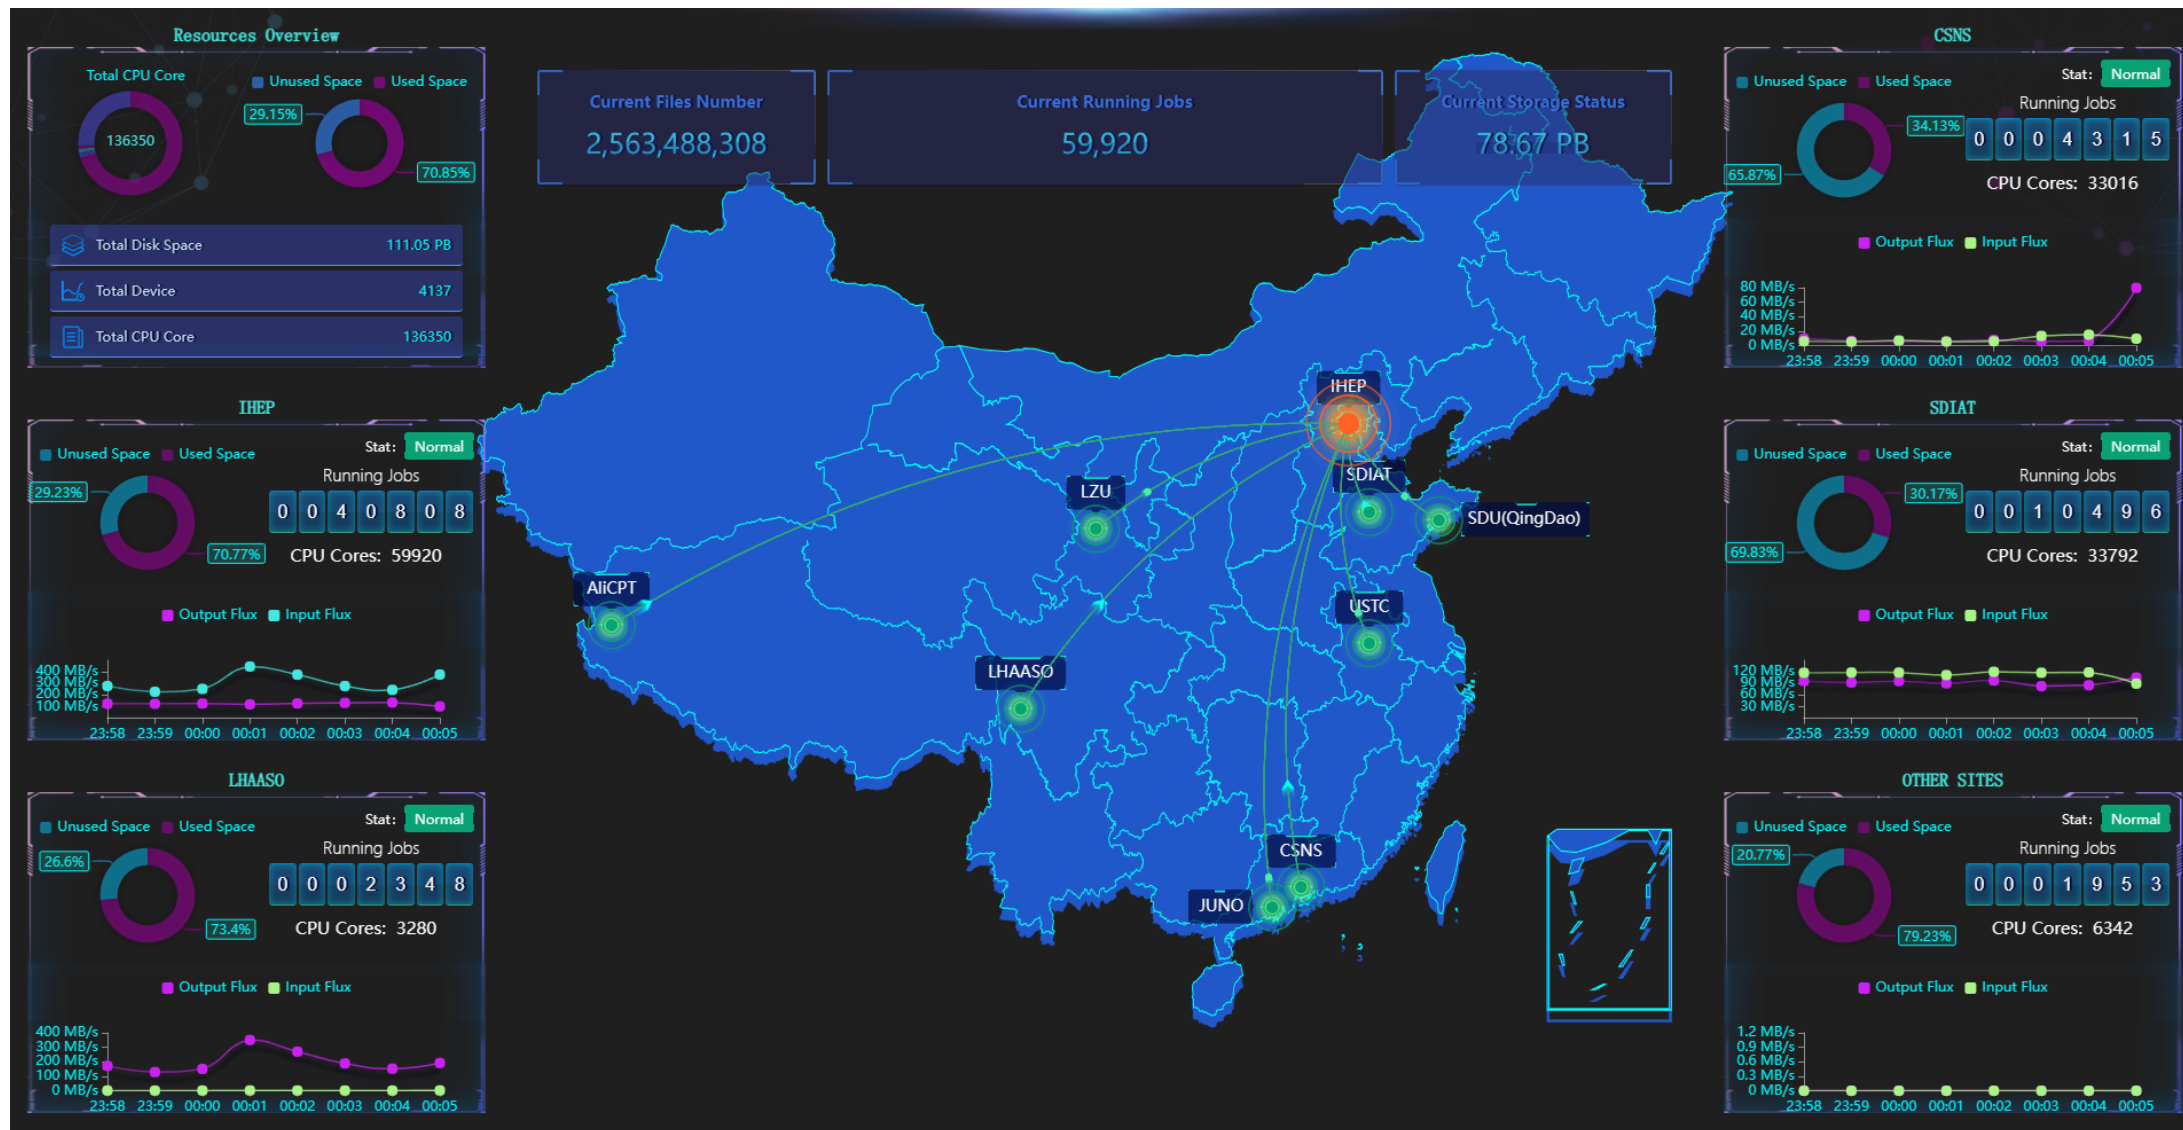 Resources Overview
Total CPU Core
136350
Unused Space Used Space
29.15%
70.85%
Total Disk Space 111.05 PB
Total Device 4137
Total CPU Core 136350
IHEP
Unused Space Used Space
Stat: Normal
29.23%
70.77%
Running Jobs
0 0 4 0 8 0 8
CPU Cores: 59920
Output Flux Input Flux
400 MB/s
300 MB/s
200 MB/s
100 MB/s
23:58 23:59 00:00 00:01 00:02 00:03 00:04 00:05
LHAASO
Unused Space Used Space
Stat: Normal
26.6%
73.4%
Running Jobs
0 0 0 2 3 4 8
CPU Cores: 3280
Output Flux Input Flux
400 MB/s
300 MB/s
200 MB/s
100 MB/s
0 MB/s
23:58 23:59 00:00 00:01 00:02 00:03 00:04 00:05
Current Files Number
2,563,488,308
Current Running Jobs
59,920
Current Storage Status
78.67 PB
IHEP
SDIAT
LZU
SDU(QingDao)
AliCPT
USTC
LHAASO
CSNS
JUNO
CSNS
Unused Space Used Space
Stat: Normal
34.13%
65.87%
Running Jobs
0 0 0 4 3 1 5
CPU Cores: 33016
Output Flux Input Flux
80 MB/s
60 MB/s
40 MB/s
20 MB/s
0 MB/s
23:58 23:59 00:00 00:01 00:02 00:03 00:04 00:05
SDIAT
Unused Space Used Space
Stat: Normal
30.17%
69.83%
Running Jobs
0 0 1 0 4 9 6
CPU Cores: 33792
Output Flux Input Flux
120 MB/s
90 MB/s
60 MB/s
30 MB/s
23:58 23:59 00:00 00:01 00:02 00:03 00:04 00:05
OTHER SITES
Unused Space Used Space
Stat: Normal
20.77%
79.23%
Running Jobs
0 0 0 1 9 5 3
CPU Cores: 6342
Output Flux Input Flux
1.2 MB/s
0.9 MB/s
0.6 MB/s
0.3 MB/s
0 MB/s
23:58 23:59 00:00 00:01 00:02 00:03 00:04 00:05